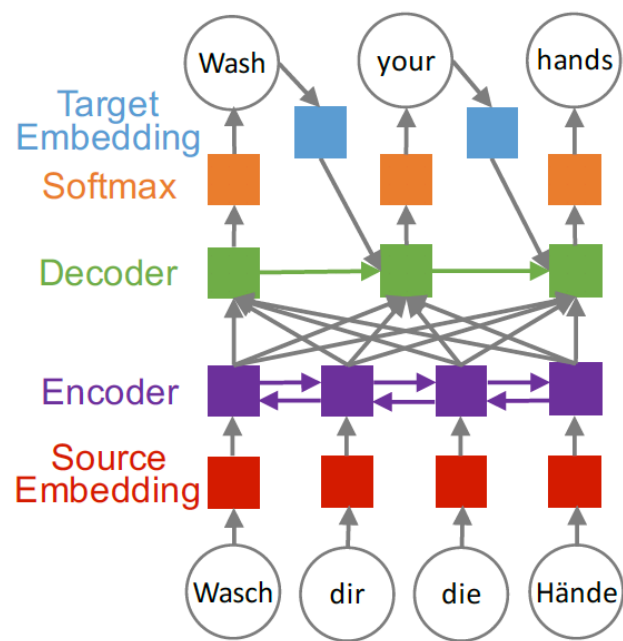 Wash
your
hands
Target
Embedding
Softmax
Decoder
Encoder
Source
Embedding
Wasch
dir
die
Hände